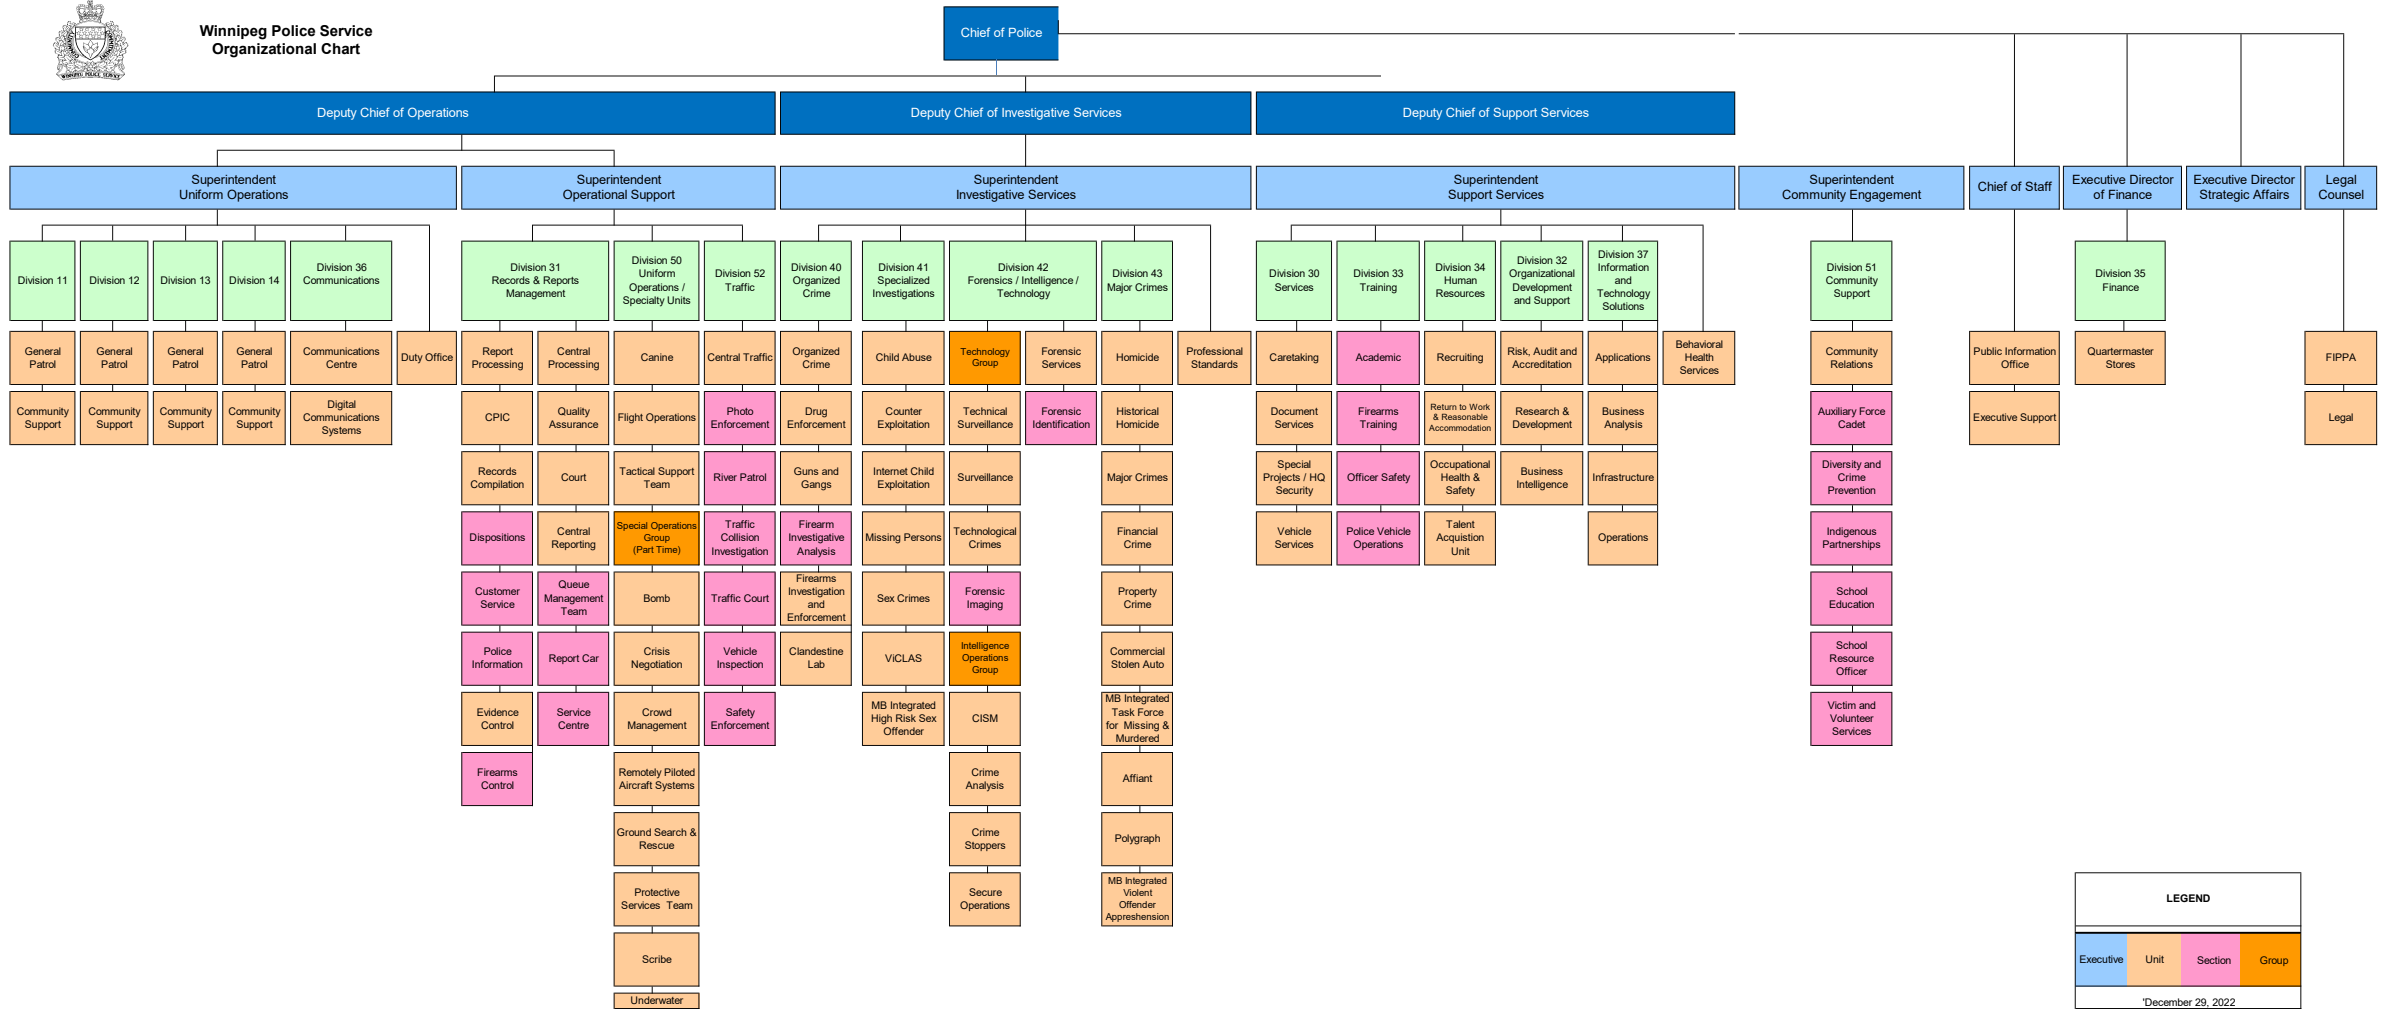 Winnipeg Police Service
Organizational Chart
Chief of Police
WINNIPEG POLICE SERVICE
Deputy Chief of Operations
Deputy Chief of Investigative Services
Deputy Chief of Support Services
Superintendent
Uniform Operations
Superintendent
Operational Support
Superintendent
Investigative Services
Superintendent
Support Services
Superintendent
Community Engagement
Chief of Staff
Executive Director
of Finance
Executive Director
Strategic Affairs
Legal
Counsel
Division 11
Division 12
Division 13
Division 14
Division 36
Communications
Division 31
Records & Reports
Management
Division 50
Uniform
Operations /
Specialty Units
Division 52
Traffic
Division 40
Organized
Crime
Division 41
Specialized
Investigations
Division 42
Forensics / Intelligence /
Technology
Division 43
Major Crimes
Division 30
Services
Division 33
Training
Division 34
Human
Resources
Division 32
Organizational
Development
and Support
Division 37
Information
and
Technology
Solutions
Division 51
Community
Support
Division 35
Finance
General
Patrol
General
Patrol
General
Patrol
General
Patrol
Communications
Centre
Duty Office
Report
Processing
Central
Processing
Canine
Central Traffic
Organized
Crime
Child Abuse
Technology
Group
Forensic
Services
Homicide
Professional
Standards
Caretaking
Academic
Recruiting
Risk, Audit and
Accreditation
Applications
Behavioral
Health
Services
Community
Relations
Public Information
Office
Quartermaster
Stores
FIPPA
Community
Support
Community
Support
Community
Support
Community
Support
Digital
Communications
Systems
CPIC
Quality
Assurance
Flight Operations
Photo
Enforcement
Drug
Enforcement
Counter
Exploitation
Technical
Surveillance
Forensic
Identification
Historical
Homicide
Document
Services
Firearms
Training
Return to Work
& Reasonable
Accommodation
Research &
Development
Business
Analysis
Auxiliary Force
Cadet
Executive Support
Legal
Records
Compilation
Court
Tactical Support
Team
River Patrol
Guns and
Gangs
Internet Child
Exploitation
Surveillance
Major Crimes
Special
Projects / HQ
Security
Officer Safety
Occupational
Health &
Safety
Business
Intelligence
Infrastructure
Diversity and
Crime
Prevention
Dispositions
Central
Reporting
Special Operations
Group
(Part Time)
Traffic
Collision
Investigation
Firearm
Investigative
Analysis
Missing Persons
Technological
Crimes
Financial
Crime
Vehicle
Services
Police Vehicle
Operations
Talent
Acquistion
Unit
Operations
Indigenous
Partnerships
Customer
Service
Queue
Management
Team
Bomb
Traffic Court
Firearms
Investigation
and
Enforcement
Sex Crimes
Forensic
Imaging
Property
Crime
School
Education
Police
Information
Report Car
Crisis
Negotiation
Vehicle
Inspection
Clandestine
Lab
ViCLAS
Intelligence
Operations
Group
Commercial
Stolen Auto
School
Resource
Officer
Evidence
Control
Service
Centre
Crowd
Management
Safety
Enforcement
MB Integrated
High Risk Sex
Offender
CISM
MB Integrated
Task Force
for Missing &
Murdered
Victim and
Volunteer
Services
Firearms
Control
Remotely Piloted
Aircraft Systems
Crime
Analysis
Affiant
Ground Search &
Rescue
Crime
Stoppers
Polygraph
Protective
Services Team
Secure
Operations
MB Integrated
Violent
Offender
Appreshension
Scribe
Underwater
LEGEND
Executive
Unit
Section
Group
'December 29, 2022